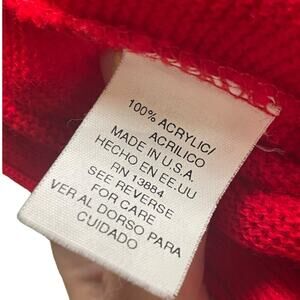 100% ACRYLIC/
ACRILICO
MADE IN U.S.A.
HECHO EN EE.UU
RN 13884
SEE REVERSE
FOR CARE
VER AL DORSO PARA
CUIDADO